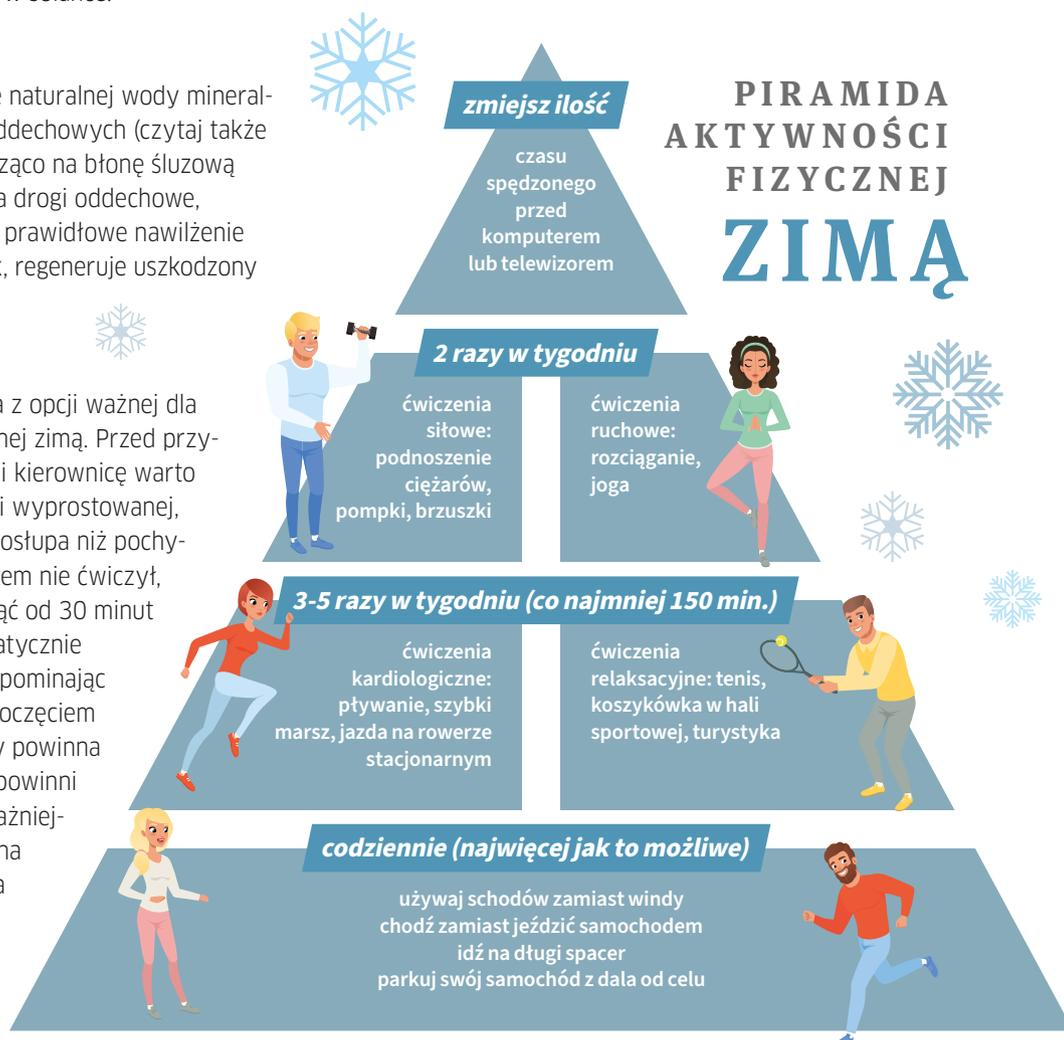 e naturalnej wody mineral-
ddechowych (czytaj także
ząco na błonę śluzową
a drogi oddechowe,
prawidłowe nawilżenie
, regeneruje uszkodzony
a z opcji ważnej dla
nej zimą. Przed przy-
i kierownicę warto
i wyprostowanej,
osłupa niż pochy-
em nie ćwiczył,
ąć od 30 minut
atycznie
pominając
oczęciem
y powinna
powinni
ażniej-
na
a
PIRAMIDA
AKTYWNOŚCI
FIZYCZNEJ
ZIMĄ
zmiejsz ilość
czasu
spędzonego
przed
komputerem
lub telewizorem
2 razy w tygodniu
ćwiczenia
siłowe:
podnoszenie
ciężarów,
pompki, brzuszki
ćwiczenia
ruchowe:
rozciąganie,
joga
3-5 razy w tygodniu (co najmniej 150 min.)
ćwiczenia
kardiologiczne:
pływanie, szybki
marsz, jazda na rowerze
stacjonarnym
ćwiczenia
relaksacyjne: tenis,
koszykówka w hali
sportowej, turystyka
codziennie (najwięcej jak to możliwe)
używaj schodów zamiast windy
chodź zamiast jeździć samochodem
idź na długi spacer
parkuj swój samochód z dala od celu